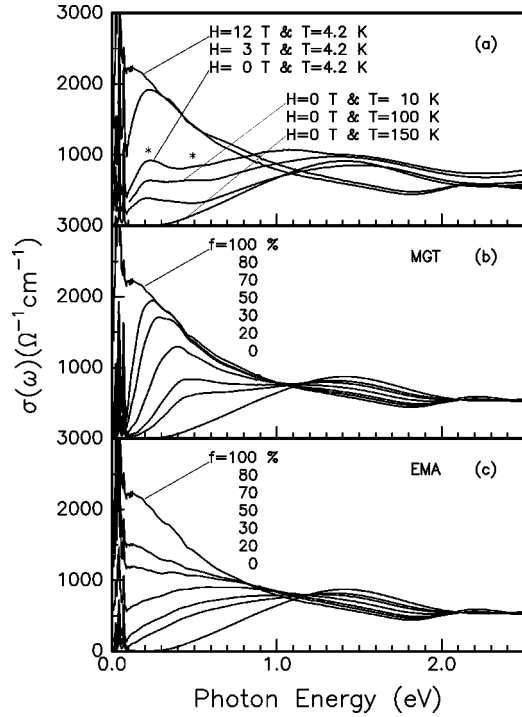 3000
H=12 T & T=4.2 K
H= 3 T & T=4.2 K
H= 0 T & T=4.2 K
(a)
2000
H=0 T & T= 10 K
H=0 T & T=100 K
H=0 T & T=150 K
* *
1000
3000
f=100 %
80
70
50
30
20
0
MGT (b)
2000
1000
σ(ω)(Ω⁻¹cm⁻¹)
3000
f=100 %
80
70
50
30
20
0
EMA (c)
2000
1000
0
0.0 1.0 2.0
Photon Energy (eV)